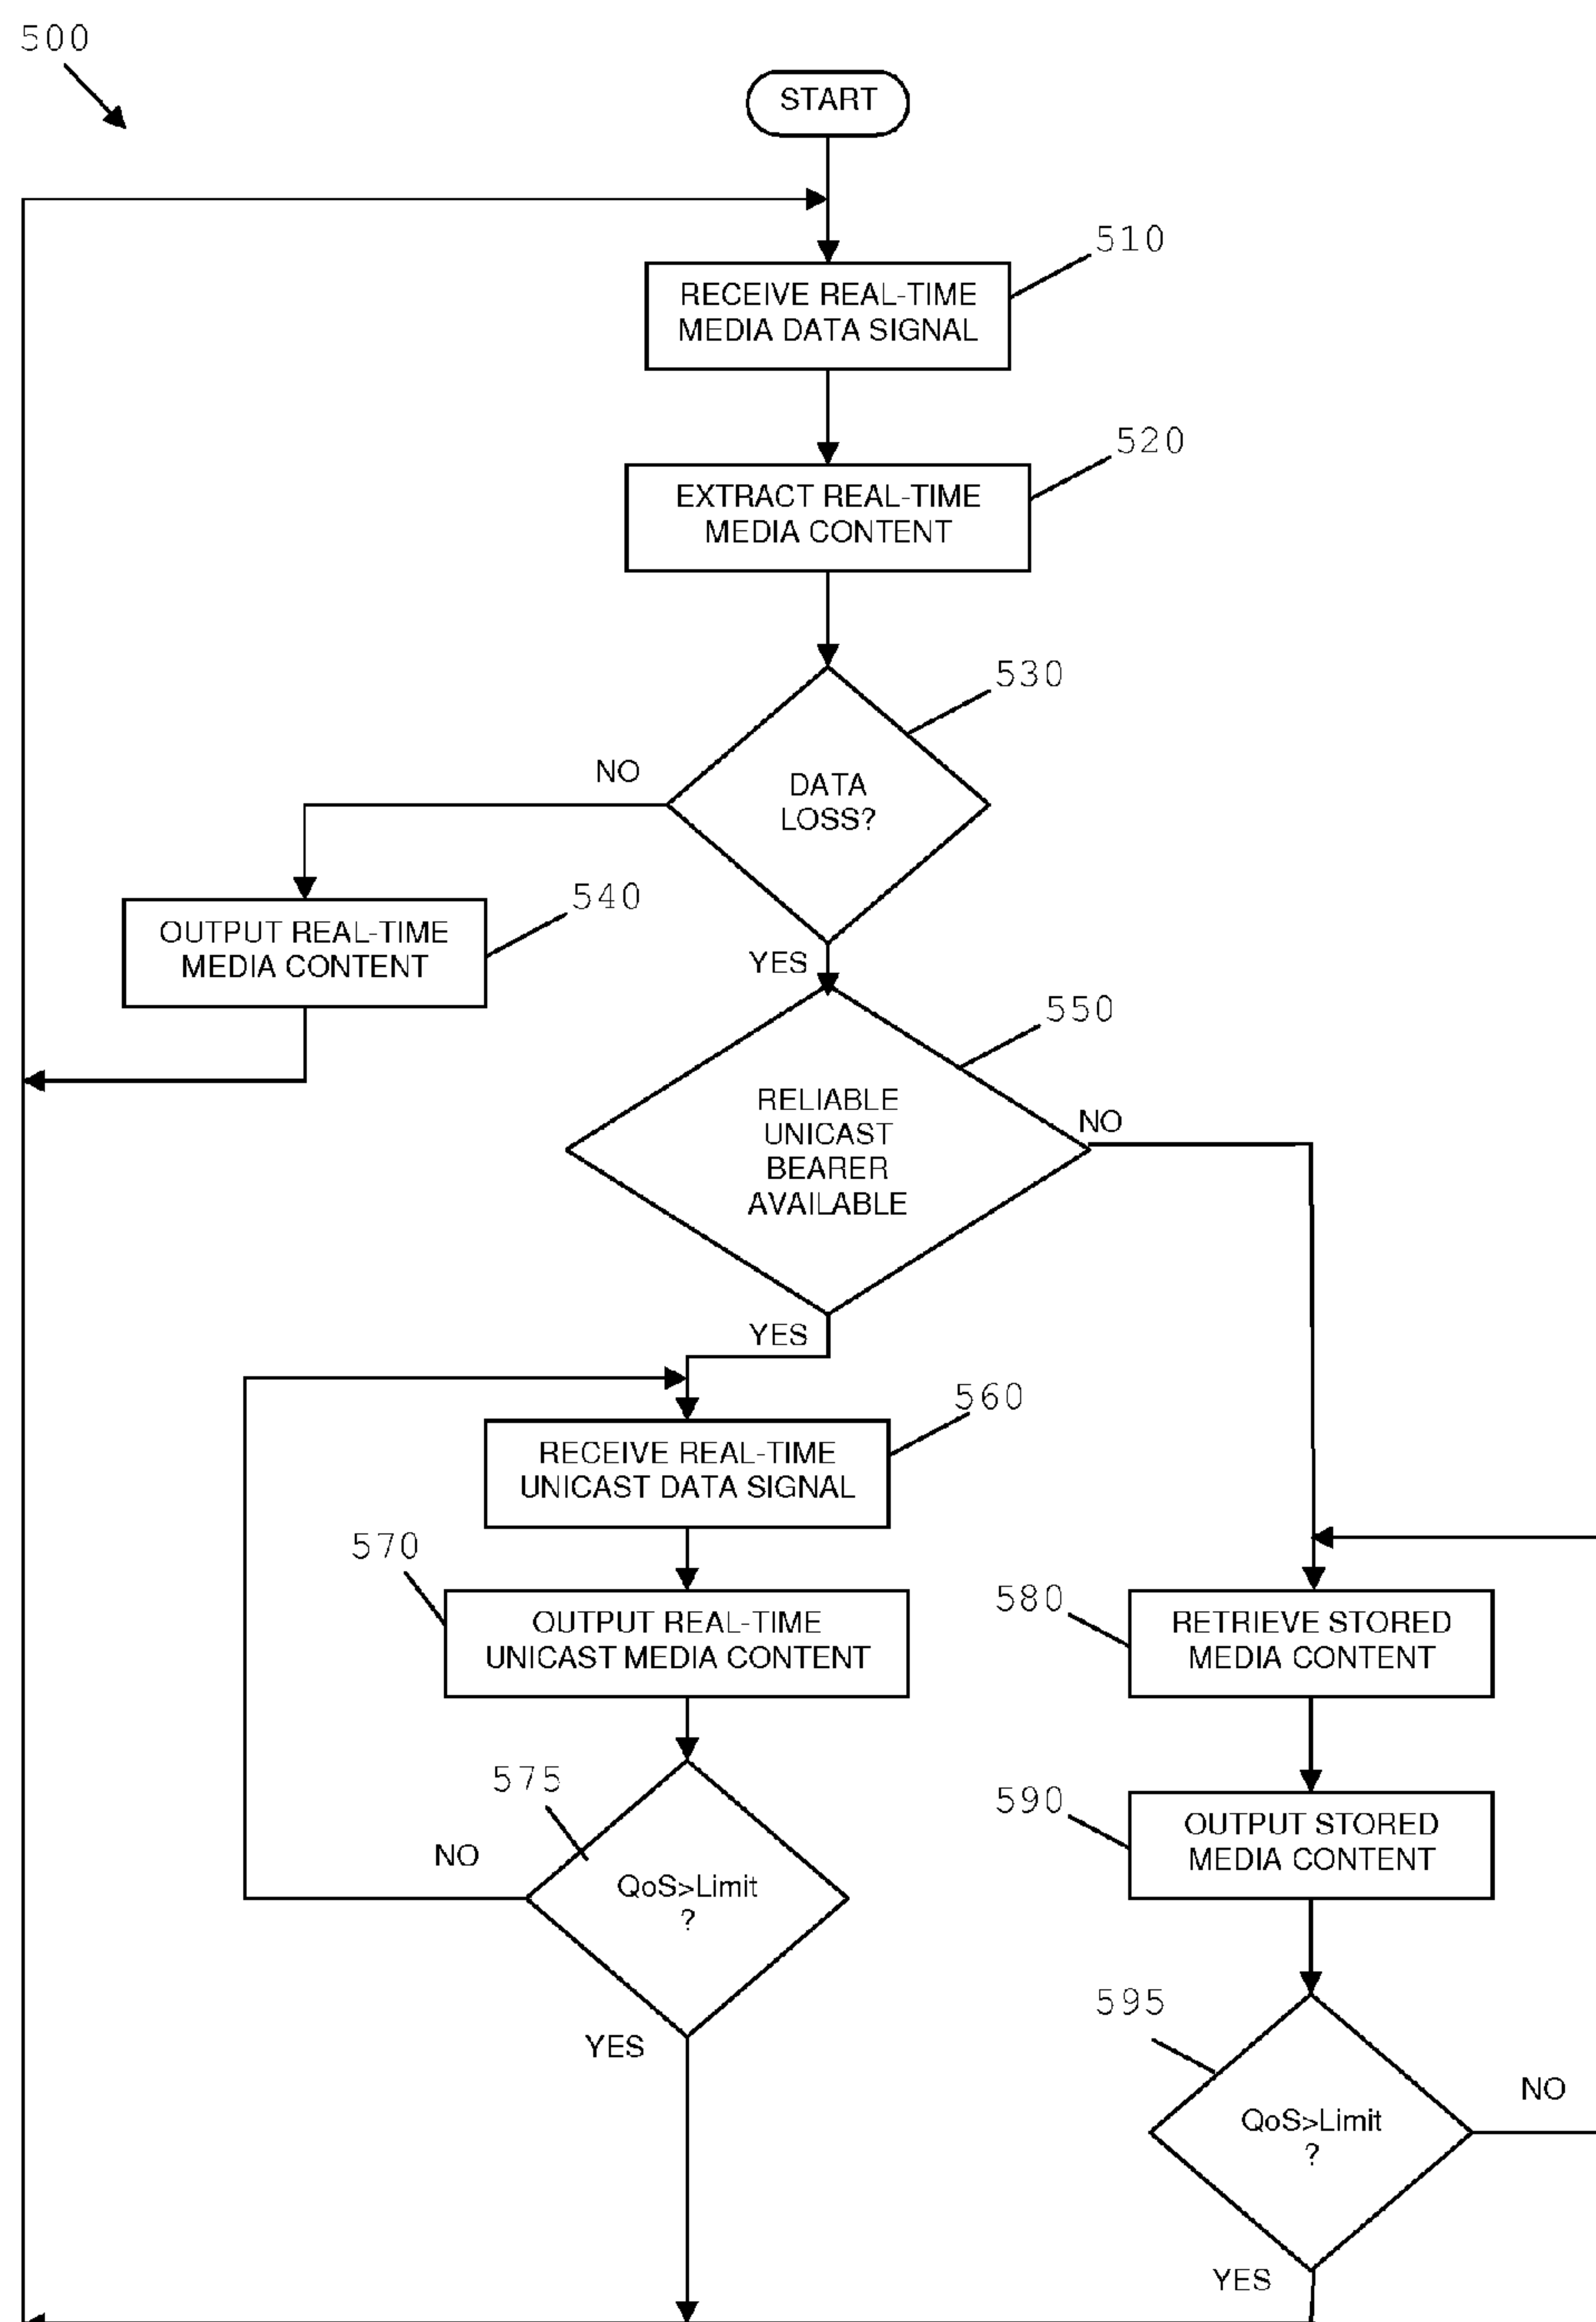 500
START
510
RECEIVE REAL-TIME
MEDIA DATA SIGNAL
520
EXTRACT REAL-TIME
MEDIA CONTENT
530
NO
DATA
LOSS?
540
OUTPUT REAL-TIME
MEDIA CONTENT
YES
550
RELIABLE
UNICAST
BEARER
AVAILABLE
NO
YES
560
RECEIVE REAL-TIME
UNICAST DATA SIGNAL
570
OUTPUT REAL-TIME
UNICAST MEDIA CONTENT
580
RETRIEVE STORED
MEDIA CONTENT
575
NO
QoS>Limit
?
YES
590
OUTPUT STORED
MEDIA CONTENT
595
NO
QoS>Limit
?
YES